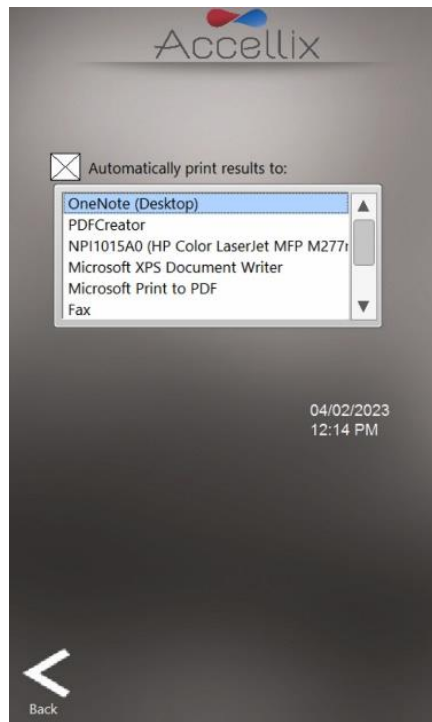 Accellix
Automatically print results to:
OneNote (Desktop)
PDFCreator
NPI1015A0 (HP Color LaserJet MFP M277
Microsoft XPS Document Writer
Microsoft Print to PDF
Fax
04/02/2023
12:14 PM
Back